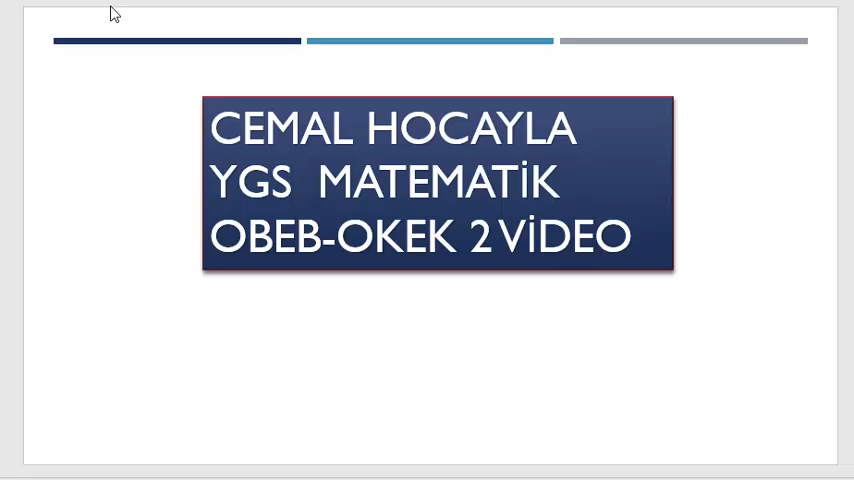 CEMAL HOCAYLA
YGS MATEMATİK
OBEB-OKEK 2 VİDEO